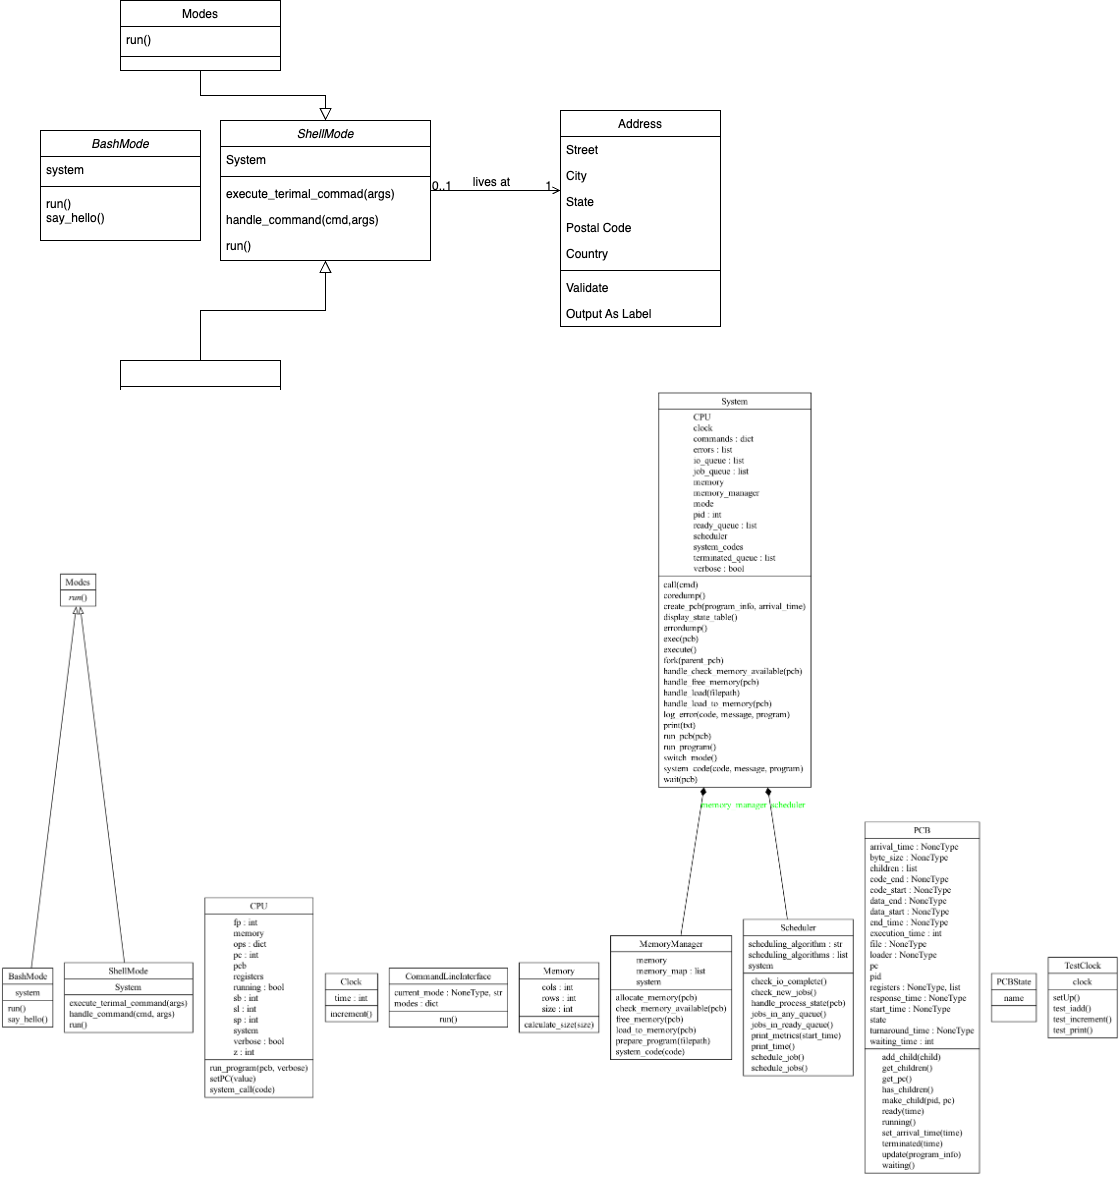 Modes
run()
BashMode
system
run()
say_hello()
ShellMode
System
execute_terimal_commad(args)
handle_command(cmd,args)
run()
0..1
lives at
1
Address
Street
City
State
Postal Code
Country
Validate
Output As Label
System
CPU
clock
commands : dict
errors : list
io_queue : list
job_queue : list
memory
memory_manager
mode
pid : int
ready_queue : list
scheduler
system_codes
terminated_queue : list
verbose : bool
call(cmd)
coredump()
create_pcb(program_info, arrival_time)
display_state_table()
errordump()
exec(pcb)
execute()
fork(parent_pcb)
handle_check_memory_available(pcb)
handle_free_memory(pcb)
handle_load(filepath)
handle_load_to_memory(pcb)
log_error(code, message, program)
print(txt)
run_pcb(pcb)
run_program()
switch_mode()
system_code(code, message, program)
wait(pcb)
memory_manager
scheduler
Modes
run()
BashMode
system
run()
say_hello()
ShellMode
System
execute_terimal_command(args)
handle_command(cmd, args)
run()
CPU
fp : int
memory
ops : dict
pc : int
pcb
registers
running : bool
sb : int
sl : int
sp : int
system
verbose : bool
z : int
run_program(pcb, verbose)
setPC(value)
system_call(code)
Clock
time : int
increment()
CommandLineInterface
current_mode : NoneType, str
modes : dict
run()
Memory
cols : int
rows : int
size : int
calculate_size(size)
MemoryManager
memory
memory_map : list
system
allocate_memory(pcb)
check_memory_available(pcb)
free_memory(pcb)
load_to_memory(pcb)
prepare_program(filepath)
system_code(code)
Scheduler
scheduling_algorithm : str
scheduling_algorithms : list
system
check_io_complete()
check_new_jobs()
handle_process_state(pcb)
jobs_in_any_queue()
jobs_in_ready_queue()
print_metrics(start_time)
print_time()
schedule_job()
schedule_jobs()
PCB
arrival_time : NoneType
byte_size : NoneType
children : list
code_end : NoneType
code_start : NoneType
data_end : NoneType
data_start : NoneType
end_time : NoneType
execution_time : int
file : NoneType
loader : NoneType
pc
pid
registers : NoneType, list
response_time : NoneType
start_time : NoneType
state
turnaround_time : NoneType
waiting_time : int
add_child(child)
get_children()
get_pc()
has_children()
make_child(pid, pc)
ready(time)
running()
set_arrival_time(time)
terminated(time)
update(program_info)
waiting()
PCBState
name
TestClock
clock
setUp()
test_iadd()
test_increment()
test_print()